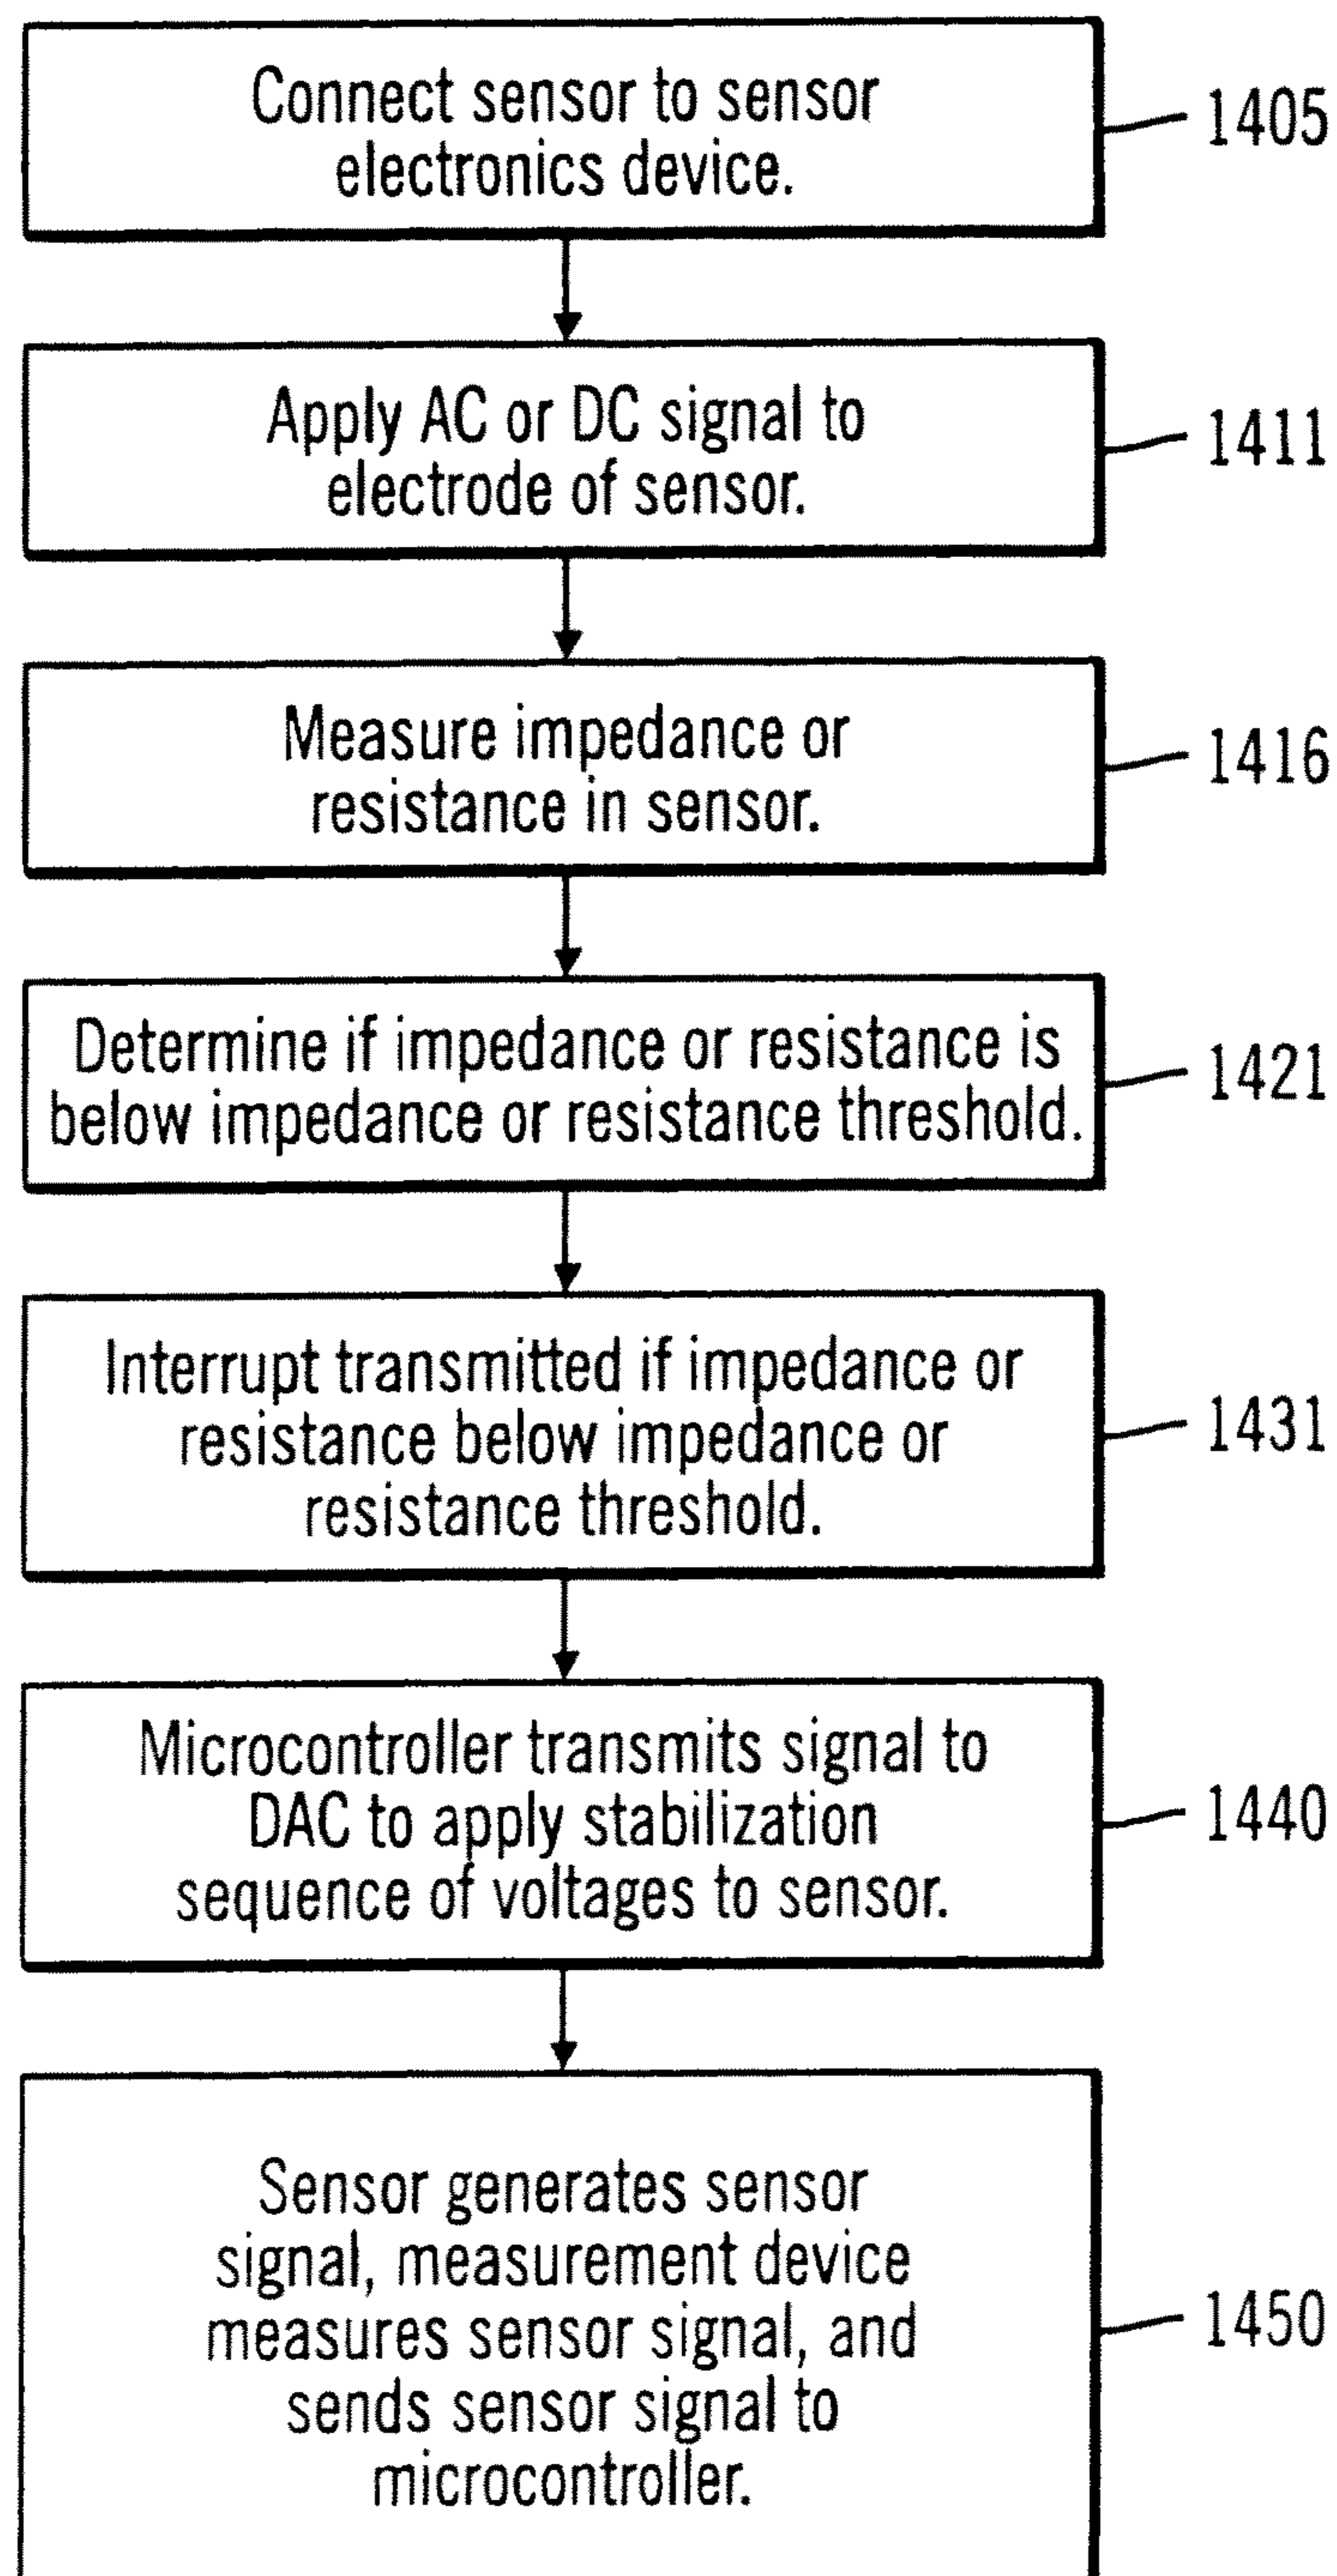 Connect sensor to sensor
electronics device.
1405
Apply AC or DC signal to
electrode of sensor.
1411
Measure impedance or
resistance in sensor.
1416
Determine if impedance or resistance is
below impedance or resistance threshold.
1421
Interrupt transmitted if impedance or
resistance below impedance or
resistance threshold.
1431
Microcontroller transmits signal to
DAC to apply stabilization
sequence of voltages to sensor.
1440
Sensor generates sensor
signal, measurement device
measures sensor signal, and
sends sensor signal to
microcontroller.
1450